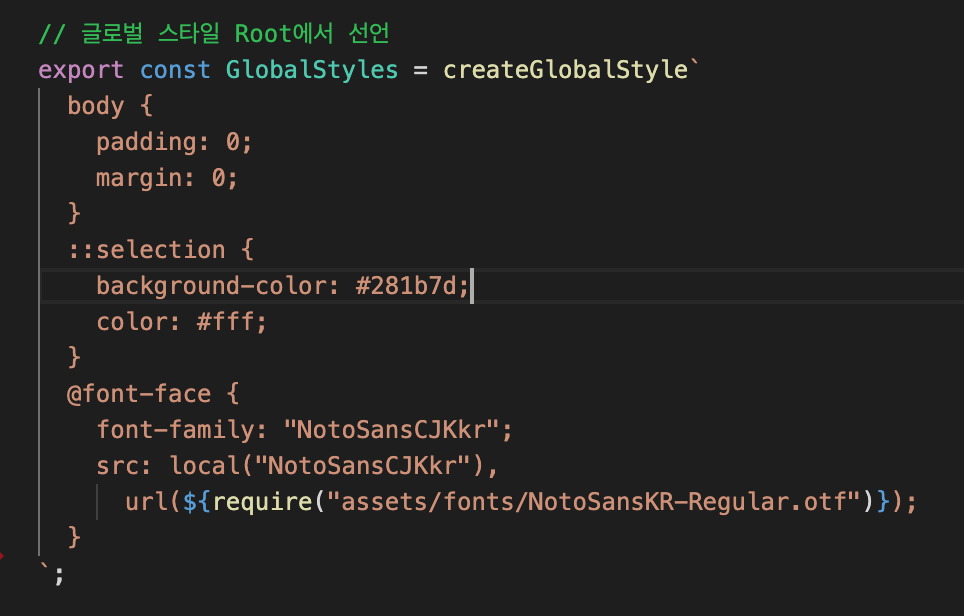 // 글로벌 스타일 Root에서 선언
export const GlobalStyles = createGlobalStyle`
body {
padding: 0;
margin: 0;
}
::selection {
background-color: #281b7d;
color: #fff;
}
@font-face {
font-family: "NotoSansCJKkr";
src: local("NotoSansCJKkr"),
url(${require("assets/fonts/NotoSansKR-Regular.otf")});
}
`;